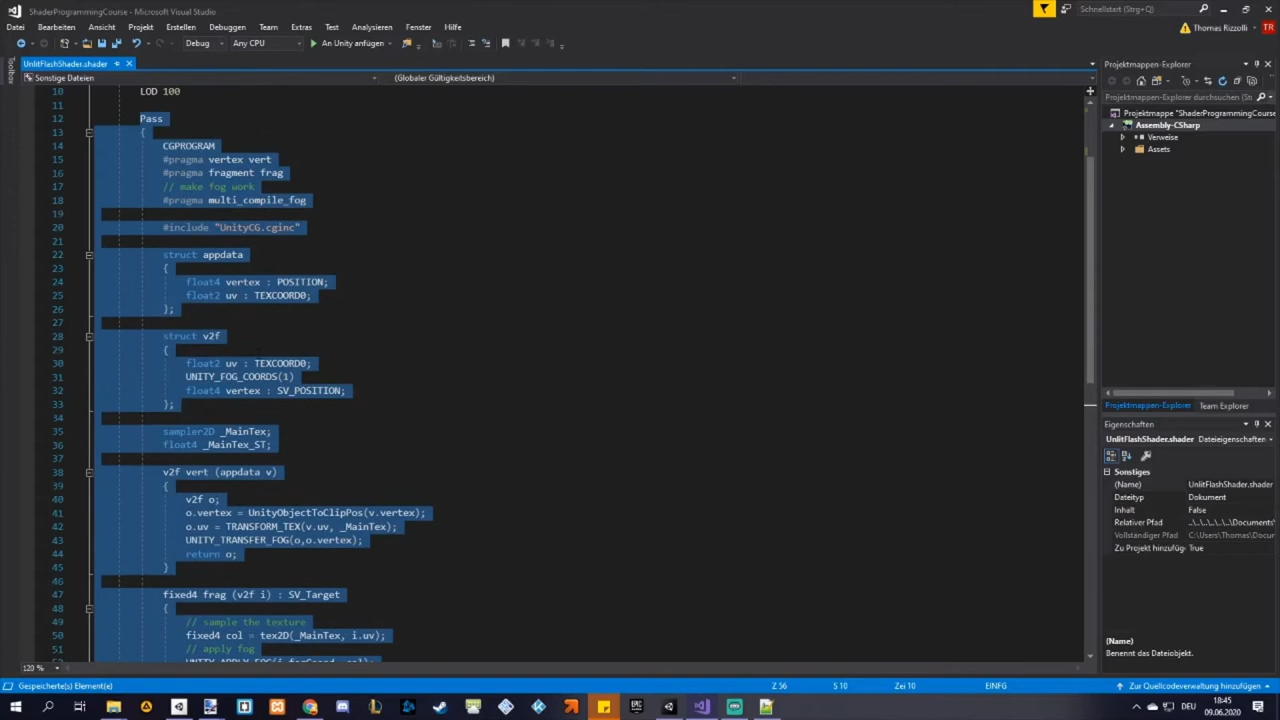 ShaderProgrammingCourse - Microsoft Visual Studio
Schnellstart (Strg+Q)
Datei Bearbeiten Ansicht Projekt Erstellen Debug Team Extras Test Analysieren Fenster Hilfe
Thomas Rizzolli TR
Debug Any CPU An Unity anfügen
Toolbox
UnlitFlashShader.shader
Sonstige Dateien (Globaler Gültigkeitsbereich)
10 LOD 100
11
12 Pass
13 {
14 CGPROGRAM
15 #pragma vertex vert
16 #pragma fragment frag
17 // make fog work
18 #pragma multi_compile_fog
19
20 #include "UnityCG.cginc"
21
22 struct appdata
23 {
24 float4 vertex : POSITION;
25 float2 uv : TEXCOORD0;
26 };
27
28 struct v2f
29 {
30 float2 uv : TEXCOORD0;
31 UNITY_FOG_COORDS(1)
32 float4 vertex : SV_POSITION;
33 };
34
35 sampler2D _MainTex;
36 float4 _MainTex_ST;
37
38 v2f vert (appdata v)
39 {
40 v2f o;
41 o.vertex = UnityObjectToClipPos(v.vertex);
42 o.uv = TRANSFORM_TEX(v.uv, _MainTex);
43 UNITY_TRANSFER_FOG(o,o.vertex);
44 return o;
45 }
46
47 fixed4 frag (v2f i) : SV_Target
48 {
49 // sample the texture
50 fixed4 col = tex2D(_MainTex, i.uv);
51 // apply fog
120 %
Projektmappen-Explorer
Projektmappen-Explorer durchsuchen (St
Projektmappe "ShaderProgrammingCourse
Assembly-CSharp
Verweise
Assets
Projektmappen-Explorer Team Explorer
Eigenschaften
UnlitFlashShader.shader Dateieigenschaften
Sonstiges
(Name) UnlitFlashShader.shader
Dateityp Dokument
Inhalt False
Relativer Pfad ..\..\..\..\..\Documents
Vollständiger Pfad C:\Users\Thomas\Docur
Zu Projekt hinzufüg True
(Name)
Benennt das Dateiobjekt.
Gespeicherte(s) Element(e) Z 56 S 10 Zei 10 EINFG Zur Quellcodeverwaltung hinzufügen
DEU
18:45
09.06.2020